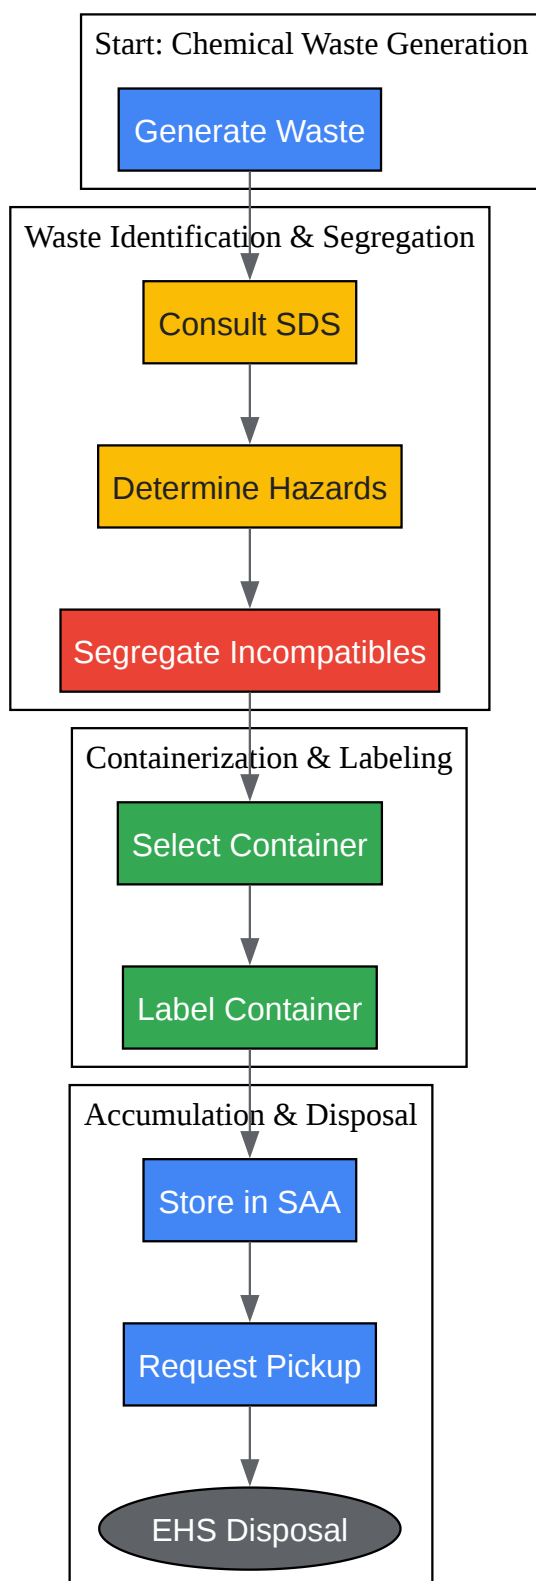 Start: Chemical Waste Generation
Generate Waste
Waste Identification & Segregation
Consult SDS
Determine Hazards
Segregate Incompatibles
Containerization & Labeling
Select Container
Label Container
Accumulation & Disposal
Store in SAA
Request Pickup
EHS Disposal